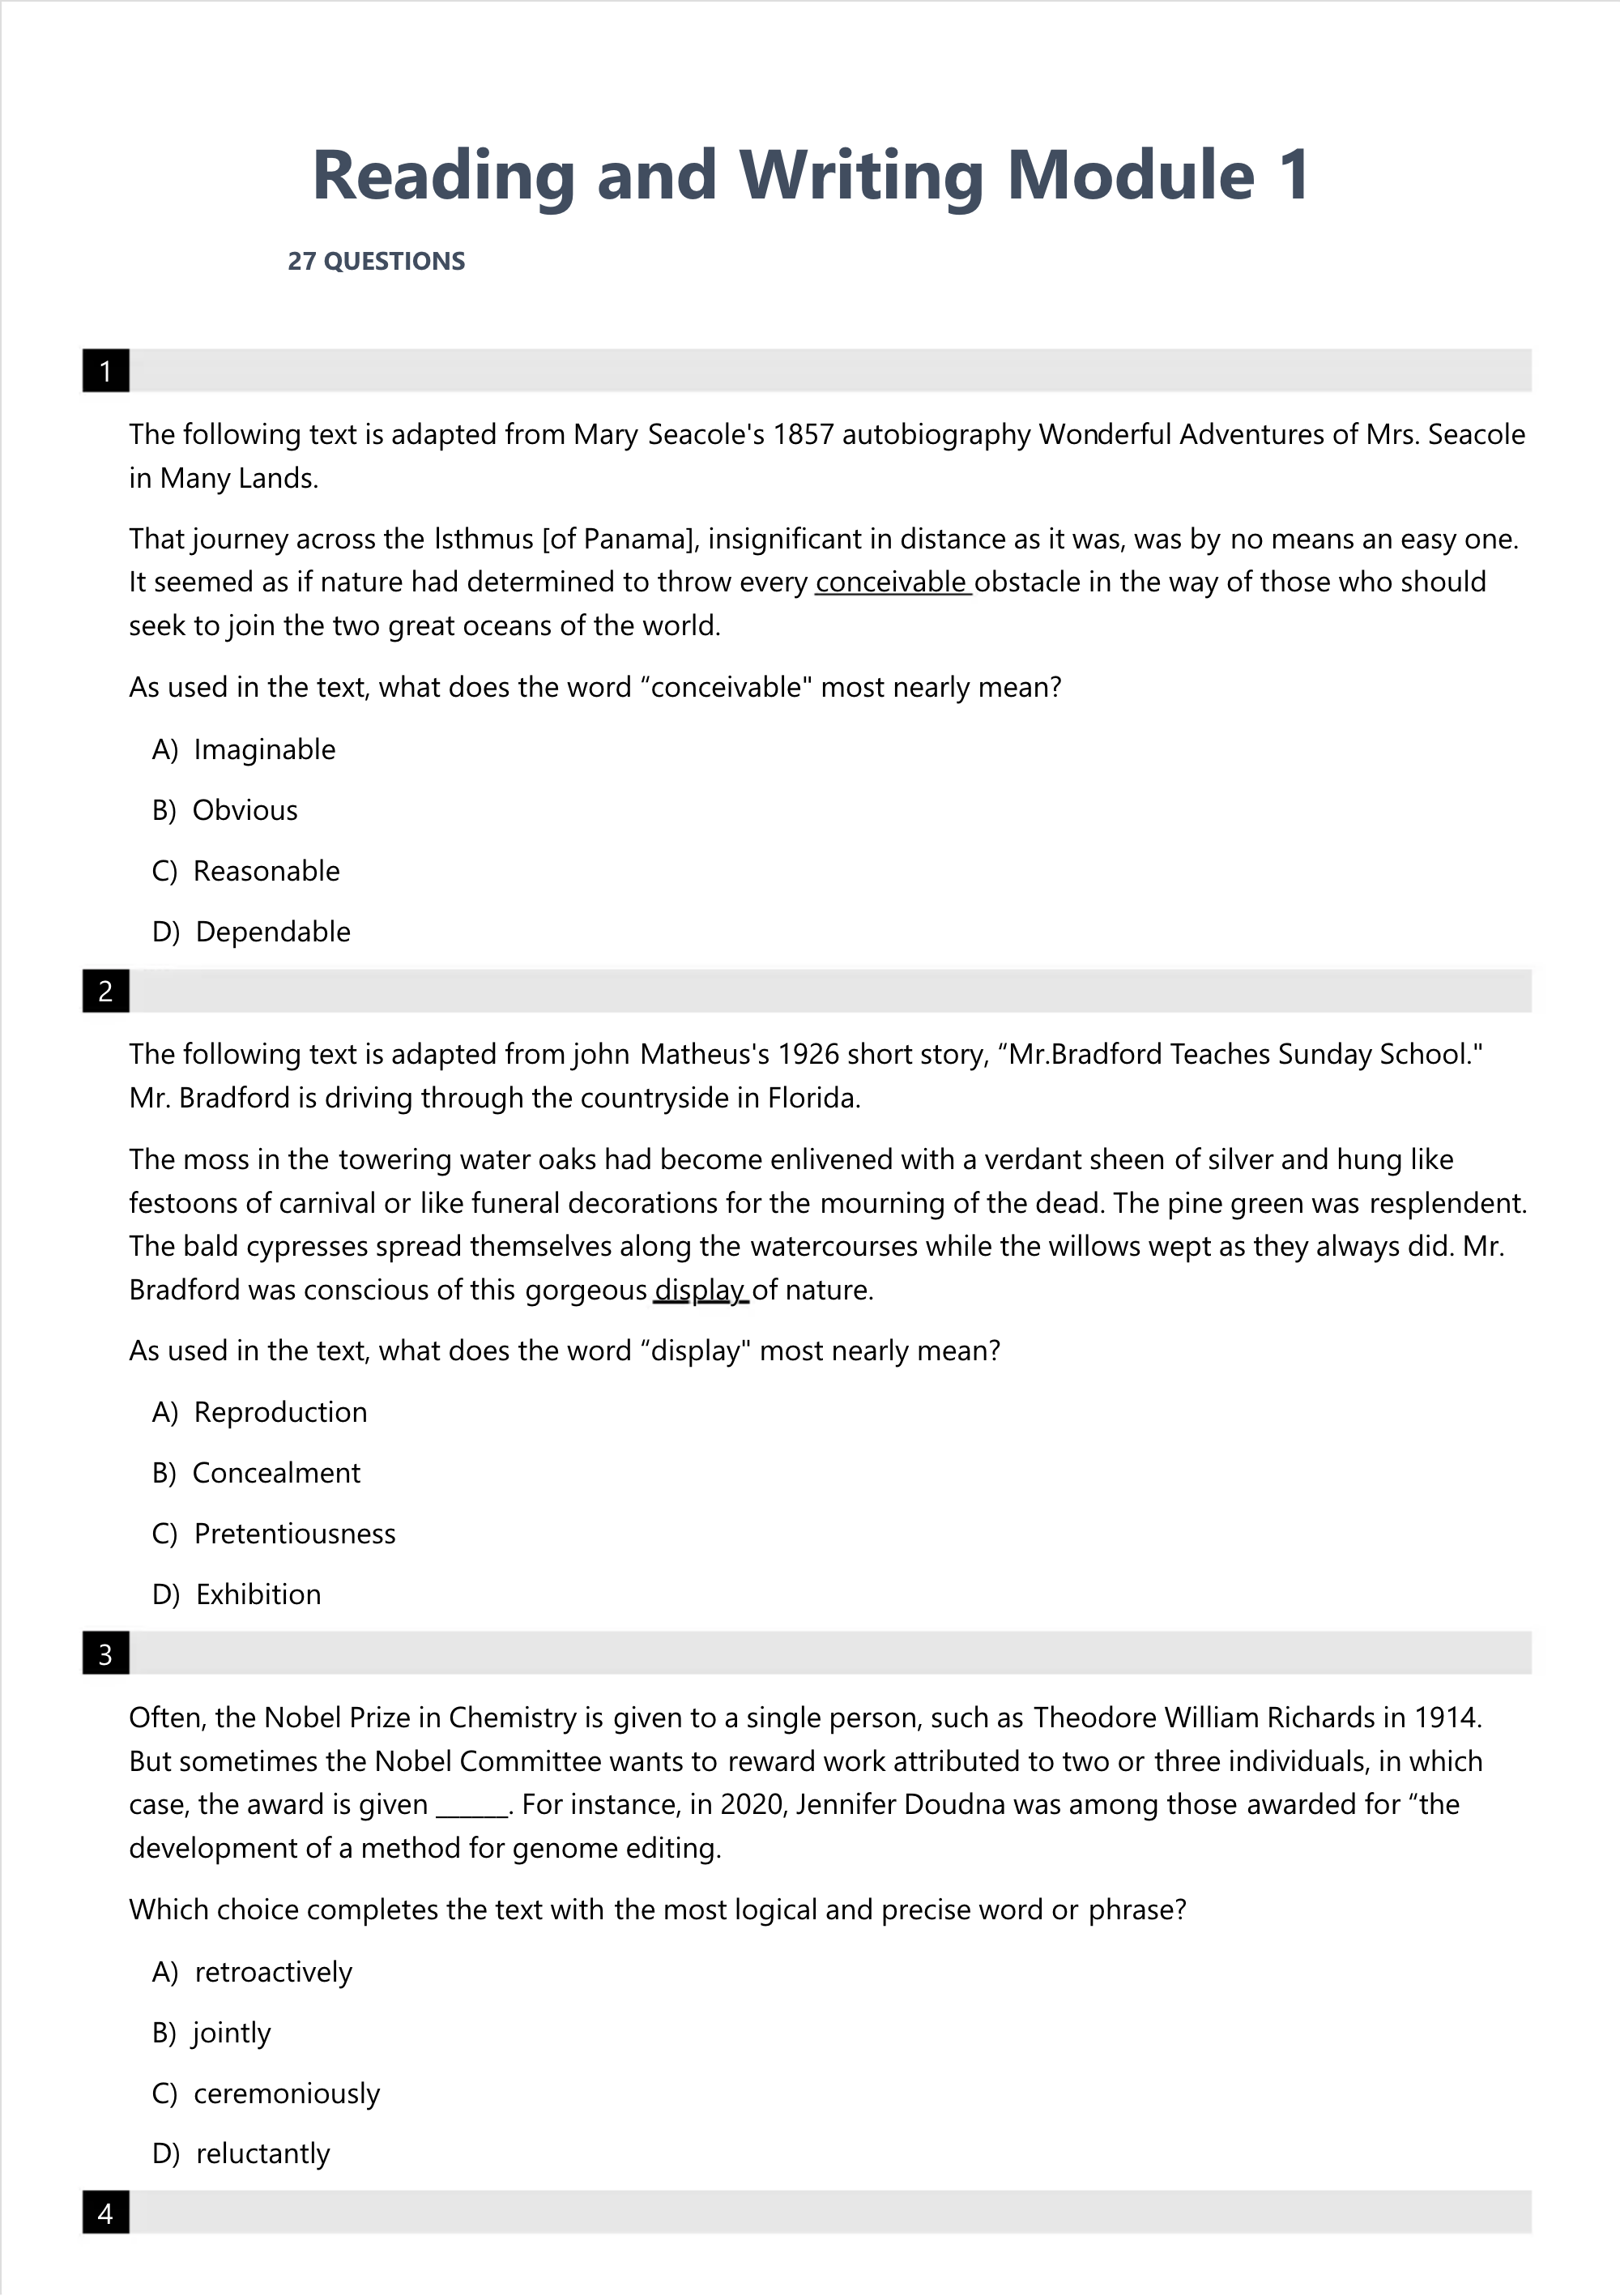 Reading and Writing Module 1
27 QUESTIONS
1
The following text is adapted from Mary Seacole's 1857 autobiography Wonderful Adventures of Mrs. Seacole
in Many Lands.
That journey across the lsthmus [of Panama], insignificant in distance as it was, was by no means an easy one.
It seemed as if nature had determined to throw every conceivable obstacle in the way of those who should
seek to join the two great oceans of the world.
As used in the text, what does the word “conceivable" most nearly mean?
A) Imaginable
B) Obvious
C) Reasonable
D) Dependable
2
The following text is adapted from john Matheus's 1926 short story, “Mr.Bradford Teaches Sunday School."
Mr. Bradford is driving through the countryside in Florida.
The moss in the towering water oaks had become enlivened with a verdant sheen of silver and hung like
festoons of carnival or like funeral decorations for the mourning of the dead. The pine green was resplendent.
The bald cypresses spread themselves along the watercourses while the willows wept as they always did. Mr.
Bradford was conscious of this gorgeous display of nature.
As used in the text, what does the word “display" most nearly mean?
A) Reproduction
B) Concealment
C) Pretentiousness
D) Exhibition
3
Often, the Nobel Prize in Chemistry is given to a single person, such as Theodore William Richards in 1914.
But sometimes the Nobel Committee wants to reward work attributed to two or three individuals, in which
case, the award is given ______. For instance, in 2020, Jennifer Doudna was among those awarded for “the
development of a method for genome editing.
Which choice completes the text with the most logical and precise word or phrase?
A) retroactively
B) jointly
C) ceremoniously
D) reluctantly
4